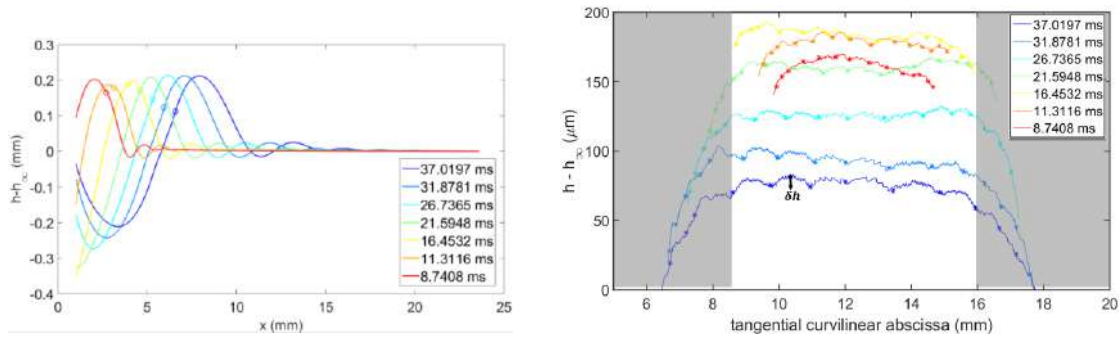 0.3
0.2
0.1
0
-0.1
-0.2
-0.3
-0.4
h-h∞ (mm)
0 5 10 15 20 25
x (mm)
37.0197 ms
31.8781 ms
26.7365 ms
21.5948 ms
16.4532 ms
11.3116 ms
8.7408 ms
200
150
100
50
0
h - h∞ (μm)
6 8 10 12 14 16 18 20
tangential curvilinear abscissa (mm)
δh
37.0197 ms
31.8781 ms
26.7365 ms
21.5948 ms
16.4532 ms
11.3116 ms
8.7408 ms